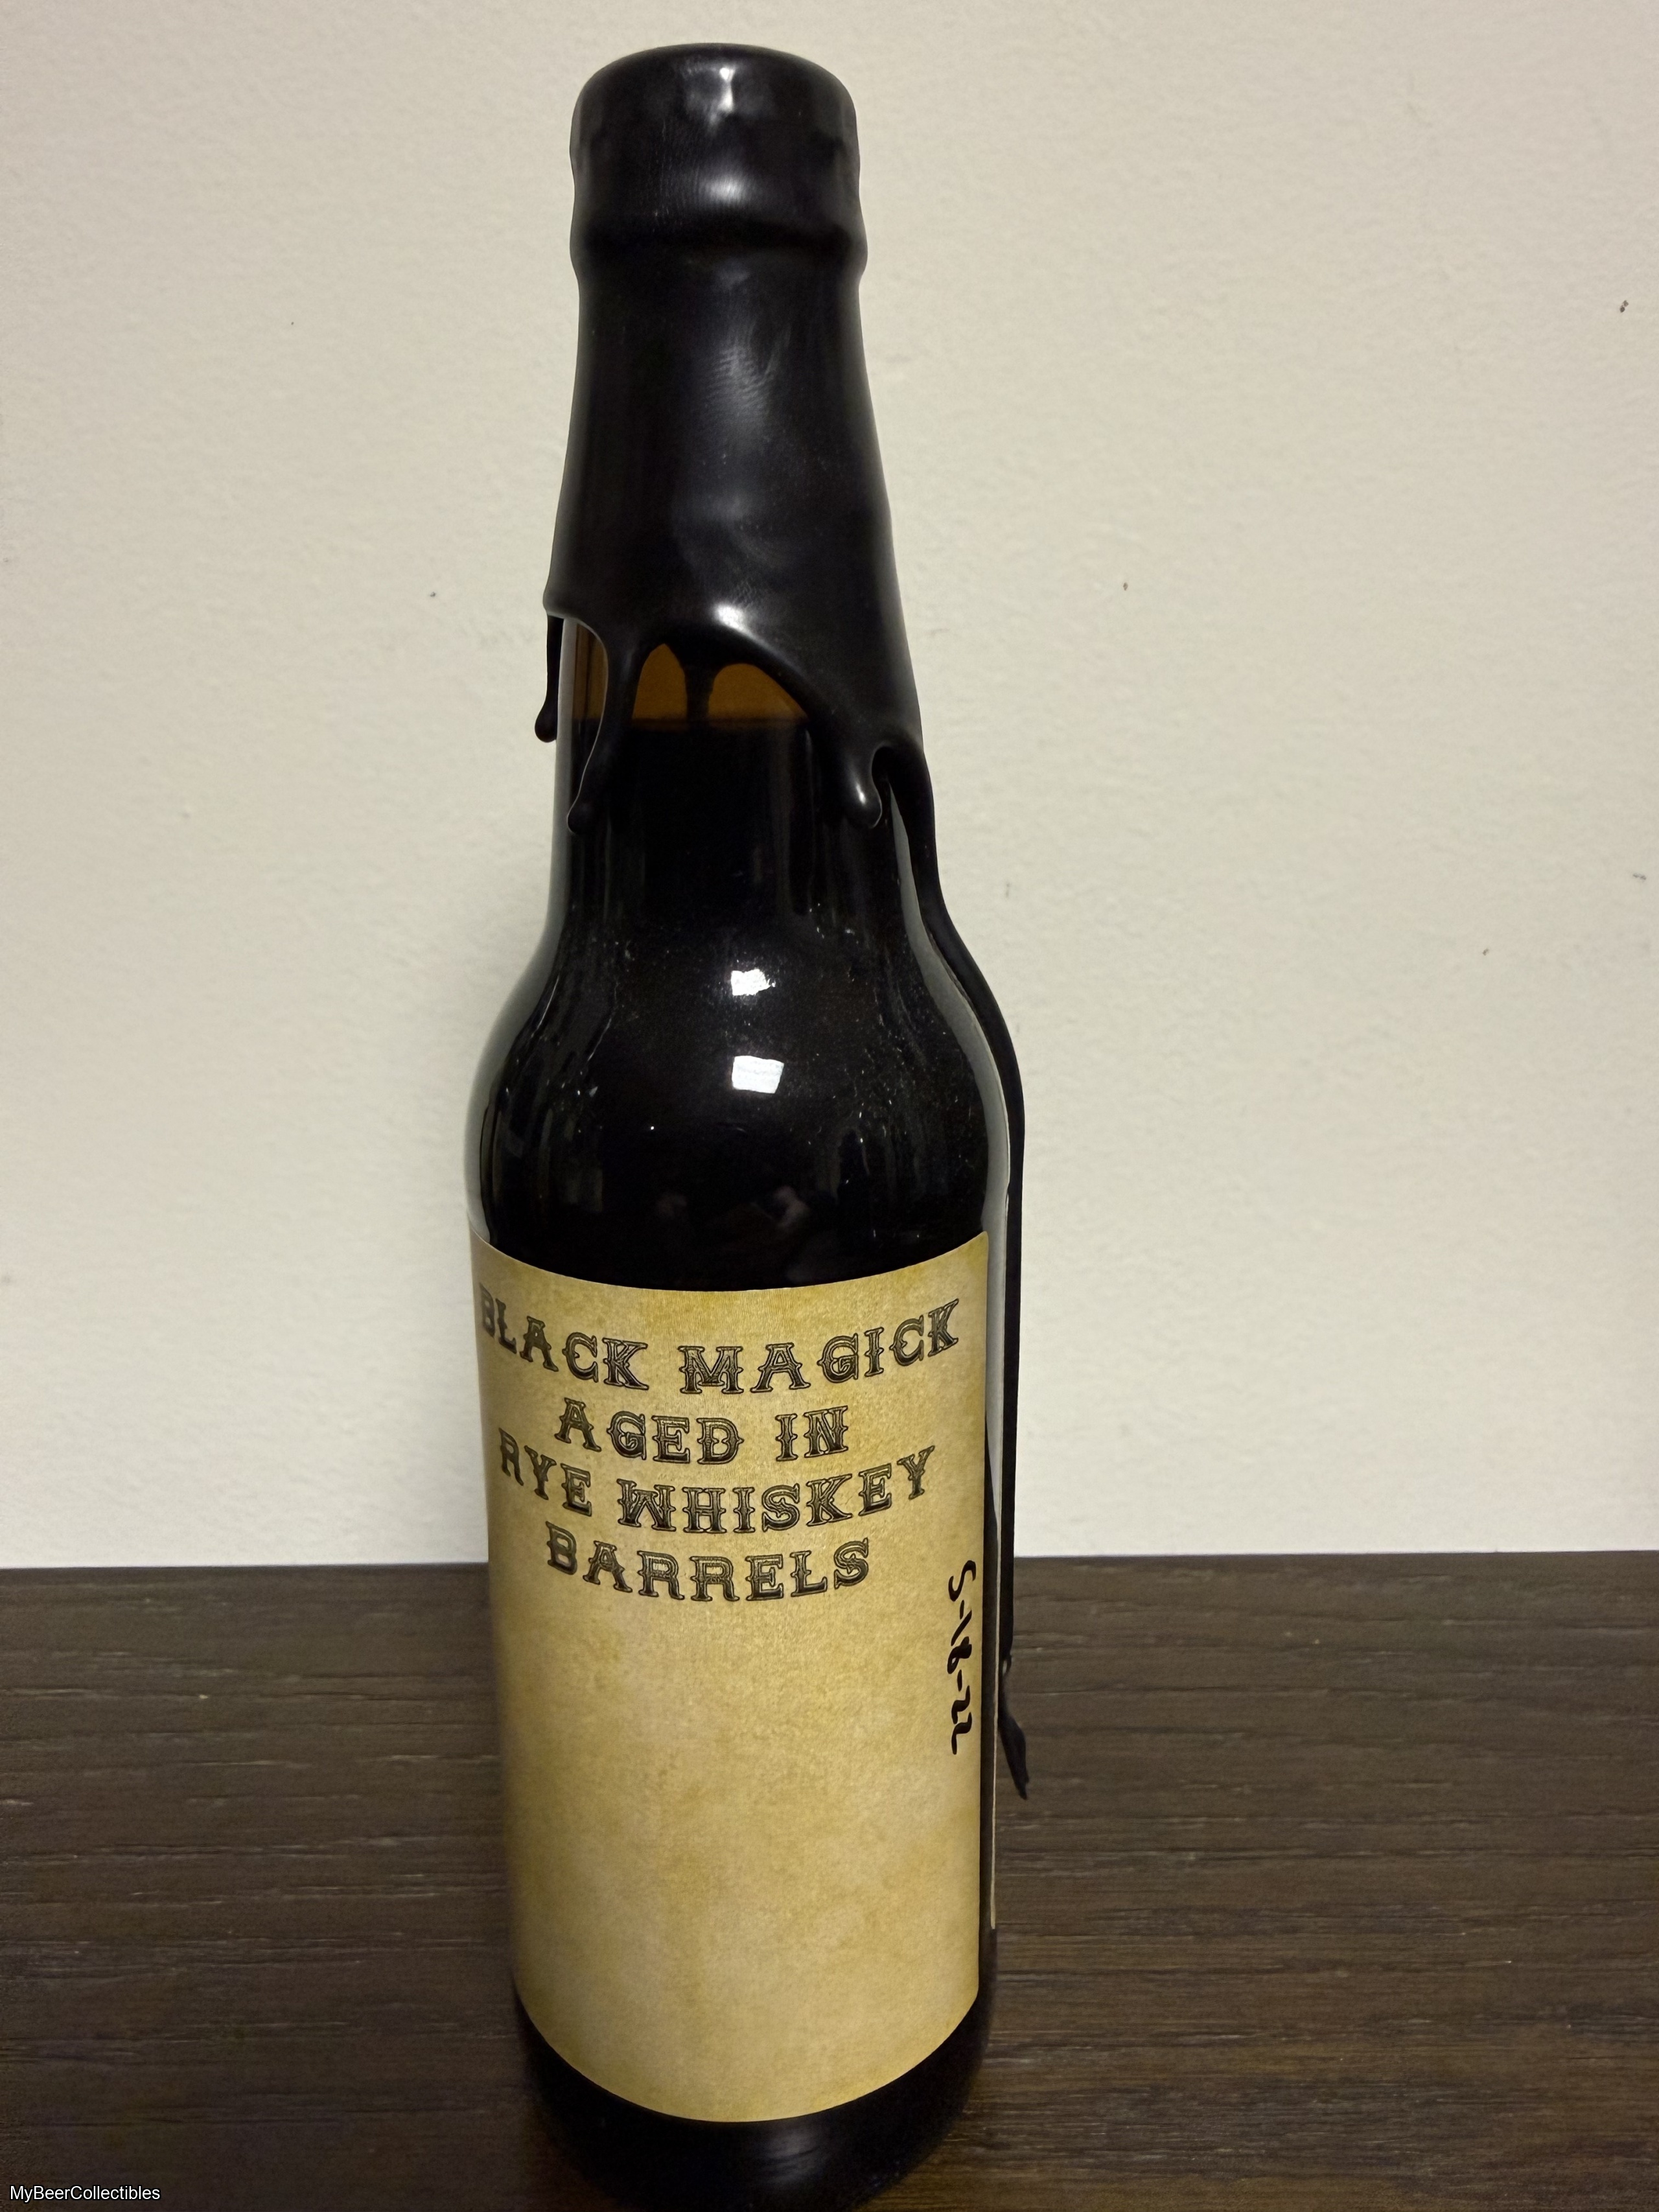 BLACK MAGICK
AGED IN
RYE WHISKEY
BARRELS
5-18-22
MyBeerCollectibles